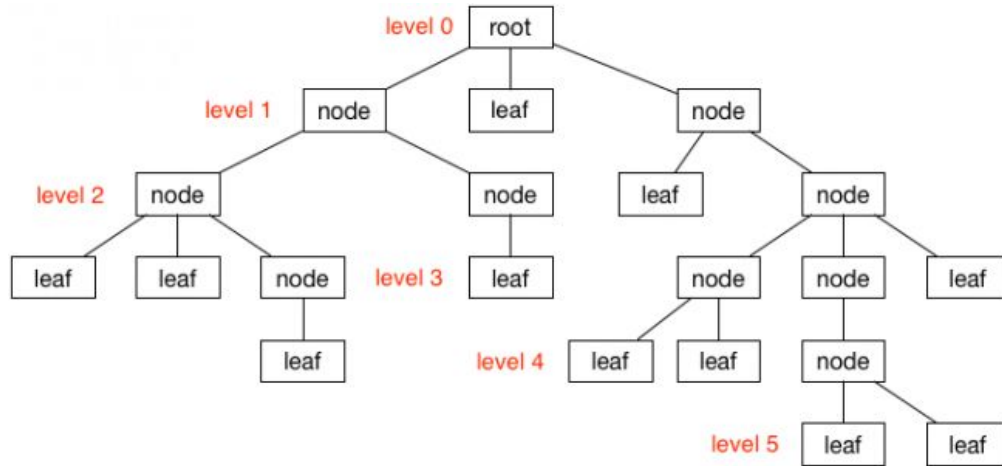 level 0 root
level 1 node leaf node
level 2 node node leaf node
leaf leaf node level 3 leaf node node leaf
leaf level 4 leaf leaf node
level 5 leaf leaf